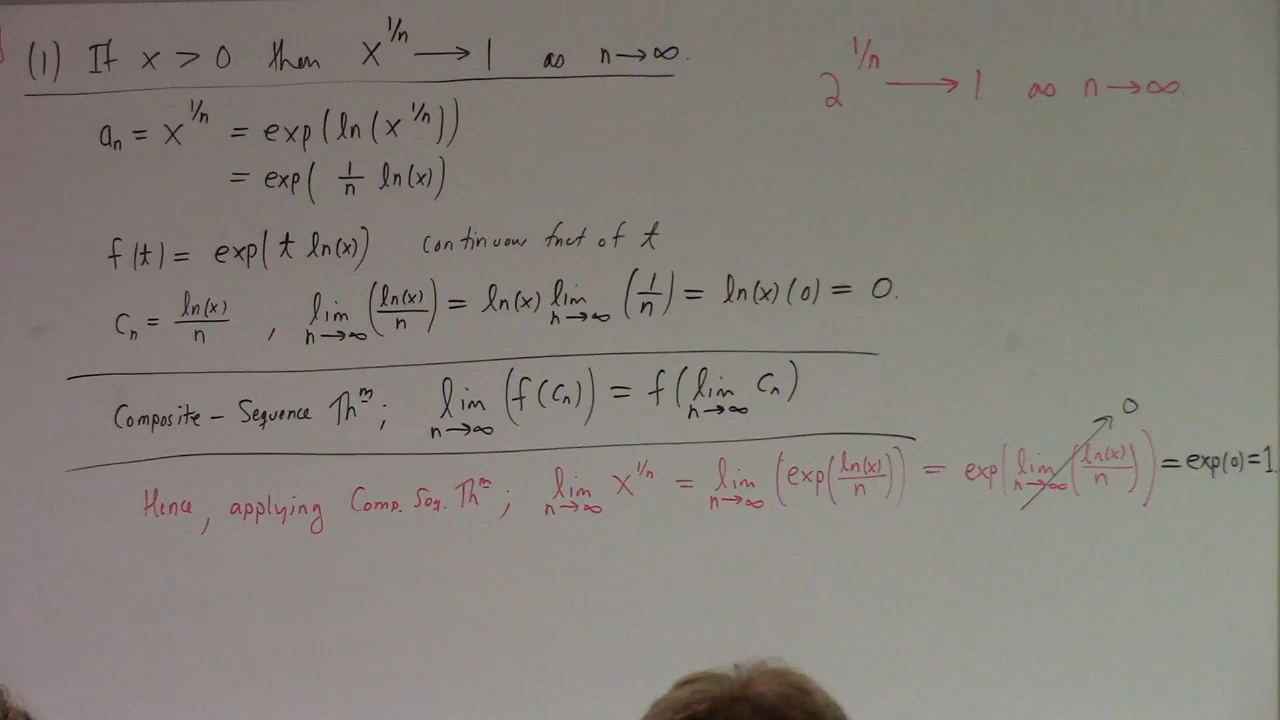 (1) If x > 0 then x^{1/n} → 1 as n→∞.
2^{1/n} → 1 as n→∞
a_n = x^{1/n} = exp(ln(x^{1/n}))
= exp( 1/n ln(x))
f(t) = exp(t ln(x)) continuous funct of t
c_n = ln(x)/n , lim_{n→∞} (ln(x)/n) = ln(x) lim_{n→∞} (1/n) = ln(x)(0) = 0.
Composite - Sequence Th^m; lim_{n→∞} (f(c_n)) = f(lim_{n→∞} c_n)
Hence, applying Comp. Seq. Th^m; lim_{n→∞} x^{1/n} = lim_{n→∞} (exp(ln(x)/n)) = exp(lim_{n→∞} (ln(x)/n)) = exp(0) = 1
0